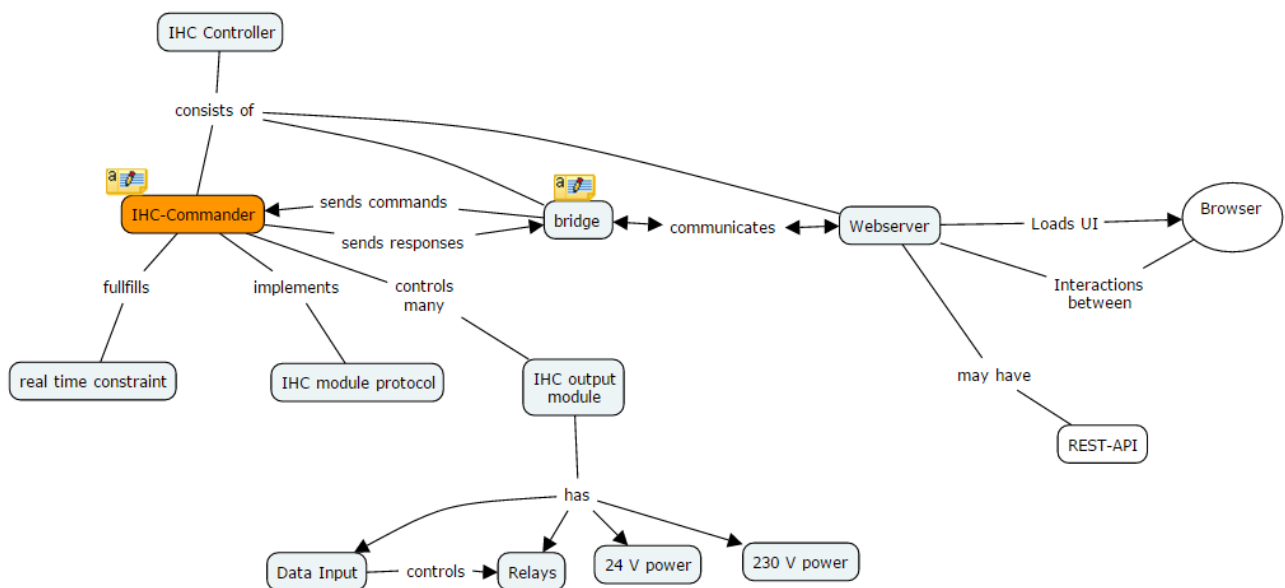 IHC Controller
consists of
a
a
IHC-Commander
sends commands
sends responses
bridge
communicates
Webserver
Loads UI
Browser
Interactions
between
fullfills
implements
controls
many
real time constraint
IHC module protocol
IHC output
module
may have
REST-API
has
Data Input
controls
Relays
24 V power
230 V power